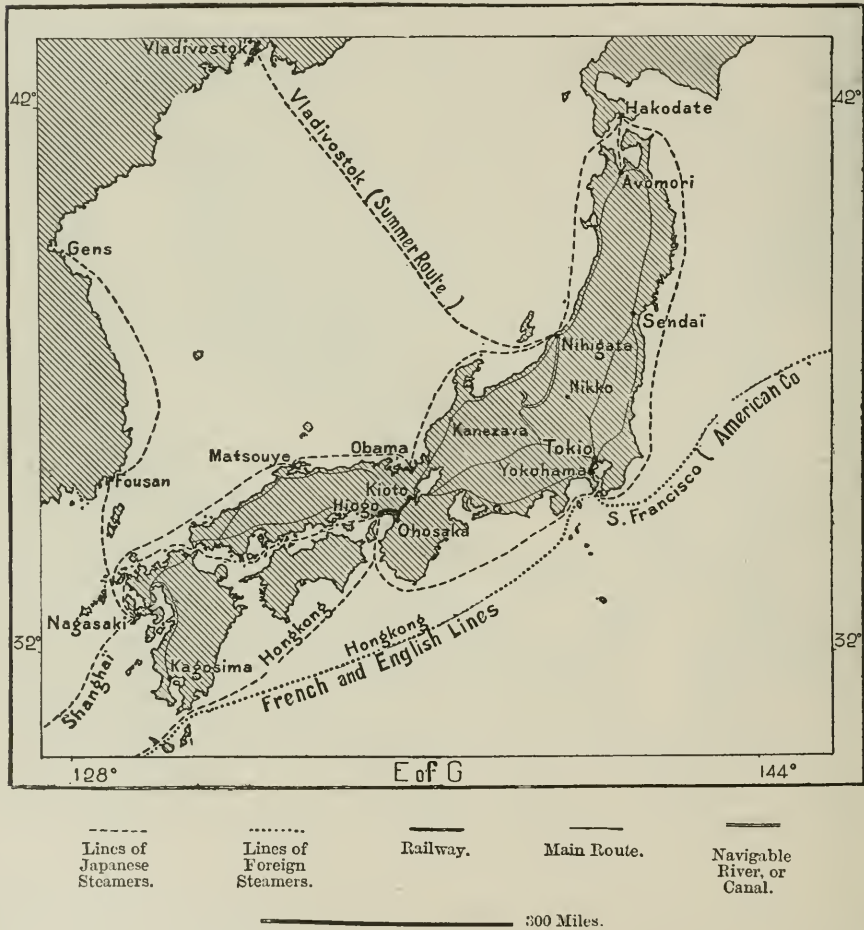 Vladivostok
42°
42°
Hakodate
Vladivostok (Summer Route)
Avomori
Gens
Sendaï
Nihigata
Nikko
American Co
Kanezava
Matsouye
Obama
Tokio
Yokohama
Fousan
Kioto
S. Francisco (
Hiogo
Ohosaka
Nagasaki
Hongkong
Hongkong
32°
32°
French and English Lines
Shanghai
Kagosima
128°
E of G
144°
Lines of
Japanese
Steamers.
Lines of
Foreign
Steamers.
Railway.
Main Route.
Navigable
River, or
Canal.
300 Miles.